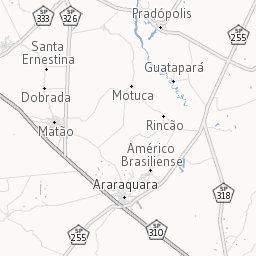 Pradópolis
SP
333
SP
326
SP
255
Santa
Ernestina
Guatapará
Dobrada
Motuca
Matão
Rincão
Américo
Brasiliense
Araraquara
SP
318
SP
255
SP
310